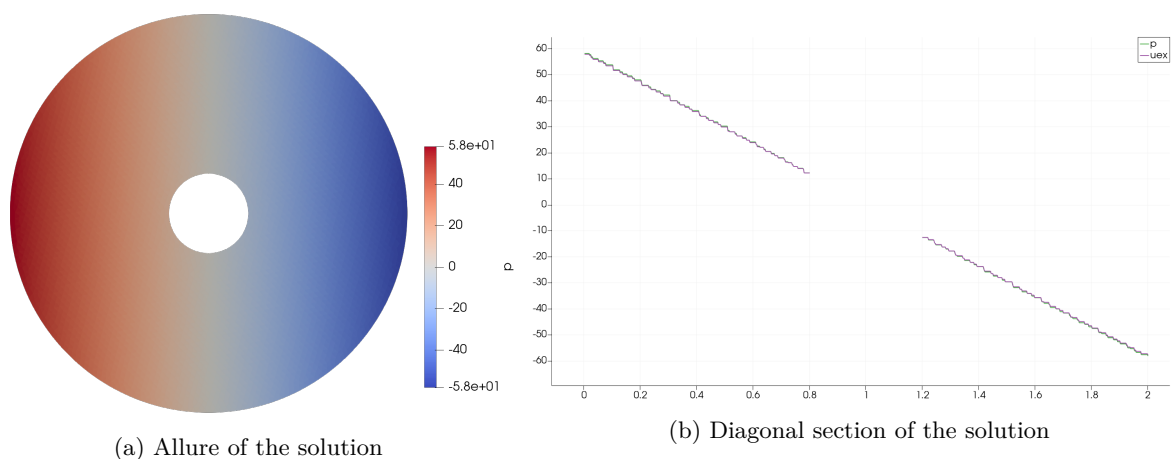 5.8e+01
40
20
0
-20
-40
-5.8e+01
p
(a) Allure of the solution
60
50
40
30
20
10
0
-10
-20
-30
-40
-50
-60
0 0.2 0.4 0.6 0.8 1 1.2 1.4 1.6 1.8 2
p
uex
(b) Diagonal section of the solution